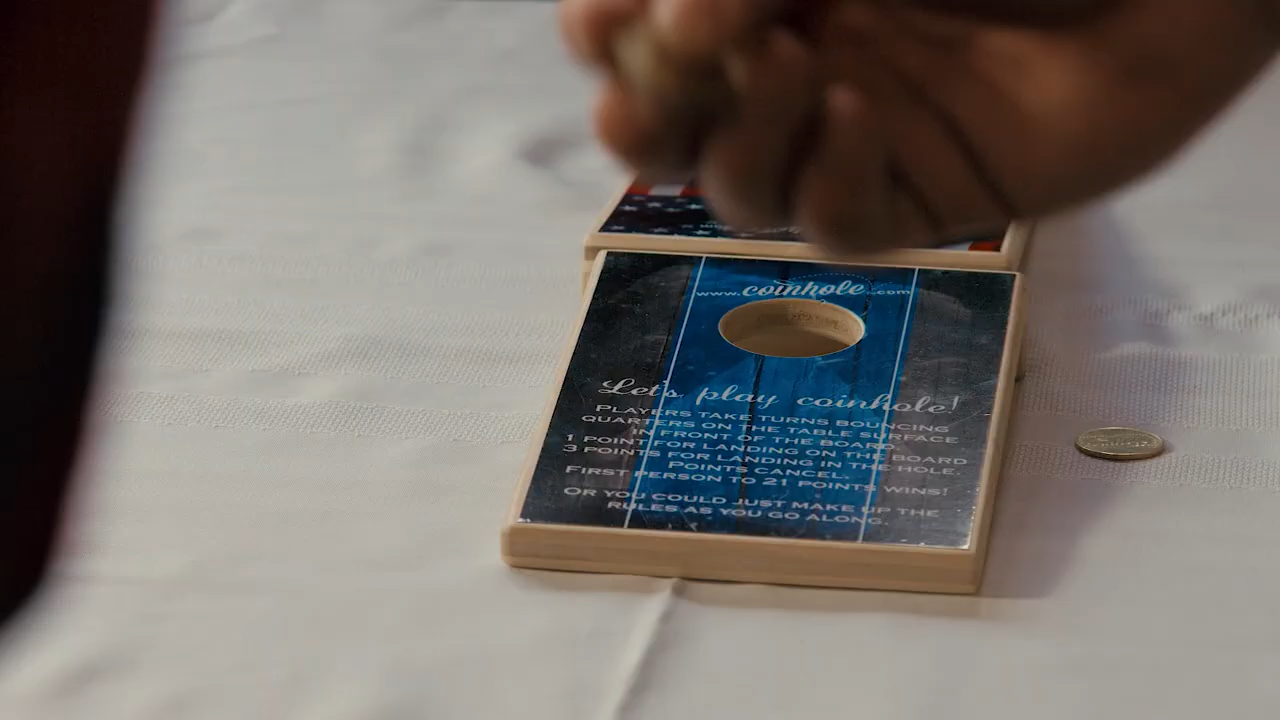 www.coinhole.com
Let's play coinhole!
PLAYERS TAKE TURNS BOUNCING
QUARTERS ON THE TABLE SURFACE
IN FRONT OF THE BOARD.
1 POINT FOR LANDING ON THE BOARD
3 POINTS FOR LANDING IN THE HOLE.
POINTS CANCEL.
FIRST PERSON TO 21 POINTS WINS!
OR YOU COULD JUST MAKE UP THE
RULES AS YOU GO ALONG.